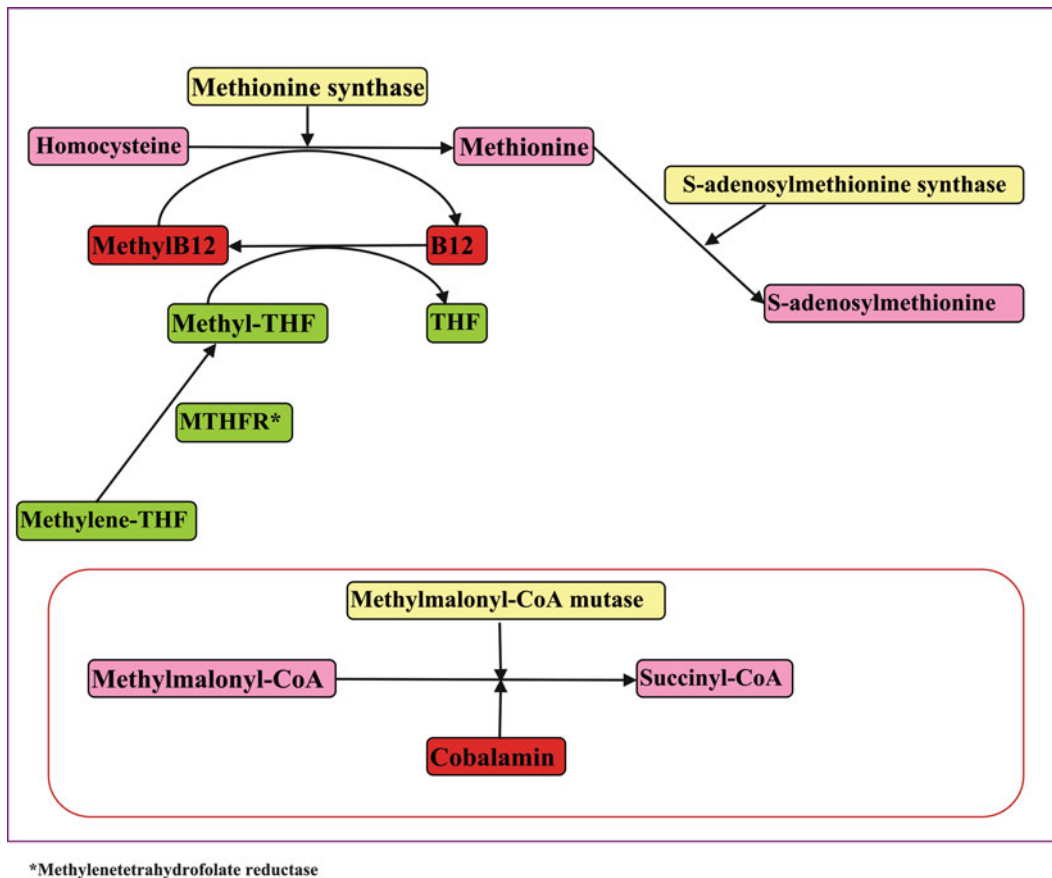 Methionine synthase
Homocysteine
Methionine
S-adenosylmethionine synthase
MethylB12
B12
S-adenosylmethionine
Methyl-THF
THF
MTHFR*
Methylene-THF
Methylmalonyl-CoA mutase
Methylmalonyl-CoA
Succinyl-CoA
Cobalamin
*Methylenetetrahydrofolate reductase